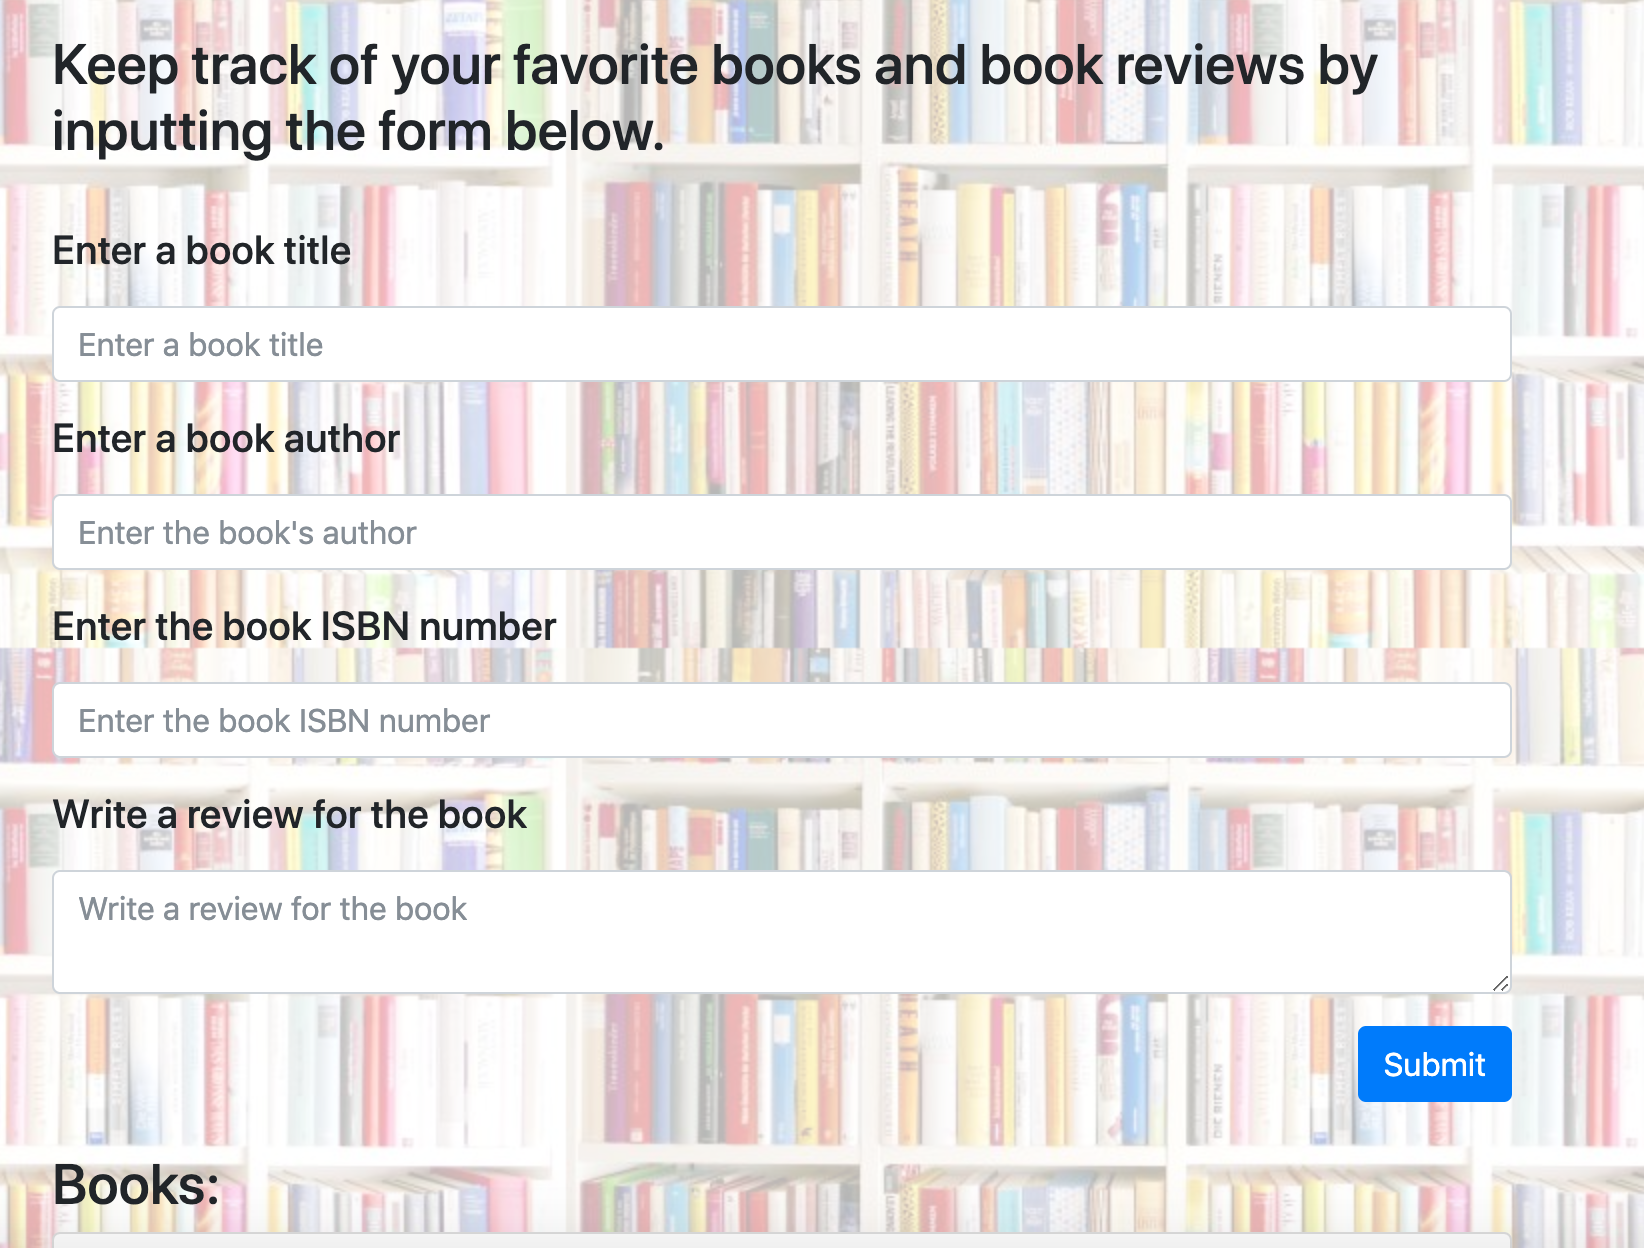 Keep track of your favorite books and book reviews by
inputting the form below.
Enter a book title
Enter a book title
Enter a book author
Enter the book's author
Enter the book ISBN number
Enter the book ISBN number
Write a review for the book
Write a review for the book
Submit
Books: